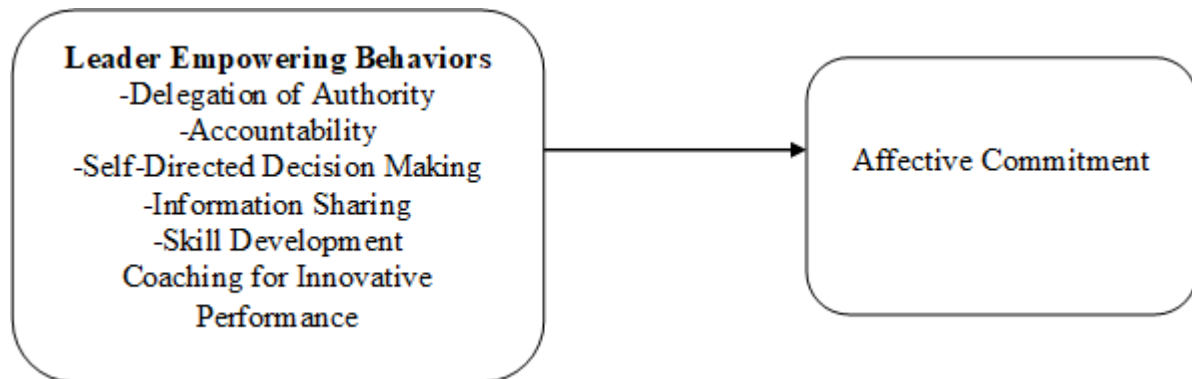 Leader Empowering Behaviors
-Delegation of Authority
-Accountability
-Self-Directed Decision Making
-Information Sharing
-Skill Development
Coaching for Innovative
Performance
Affective Commitment